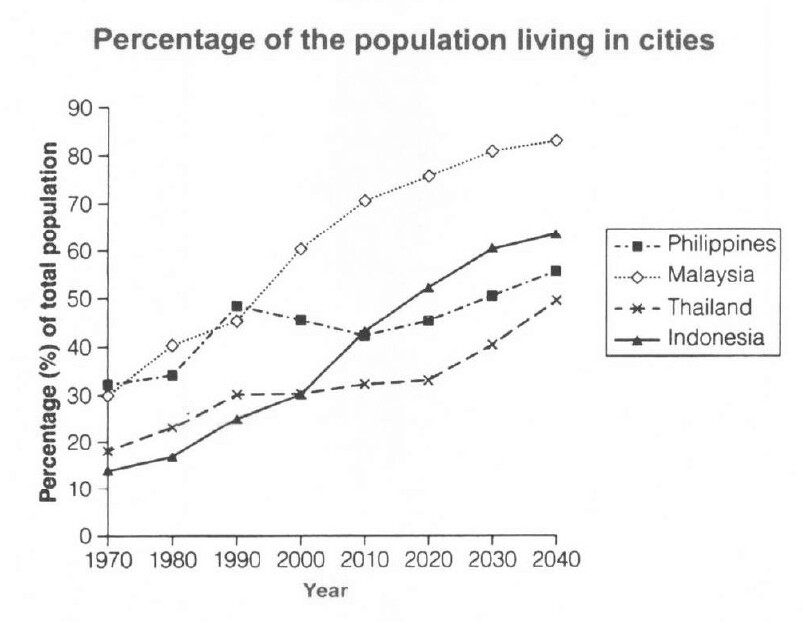 Percentage of the population living in cities
Percentage (%) of total population
90
80
70
60
50
40
30
20
10
0
1970 1980 1990 2000 2010 2020 2030 2040
Year
Philippines
Malaysia
Thailand
Indonesia